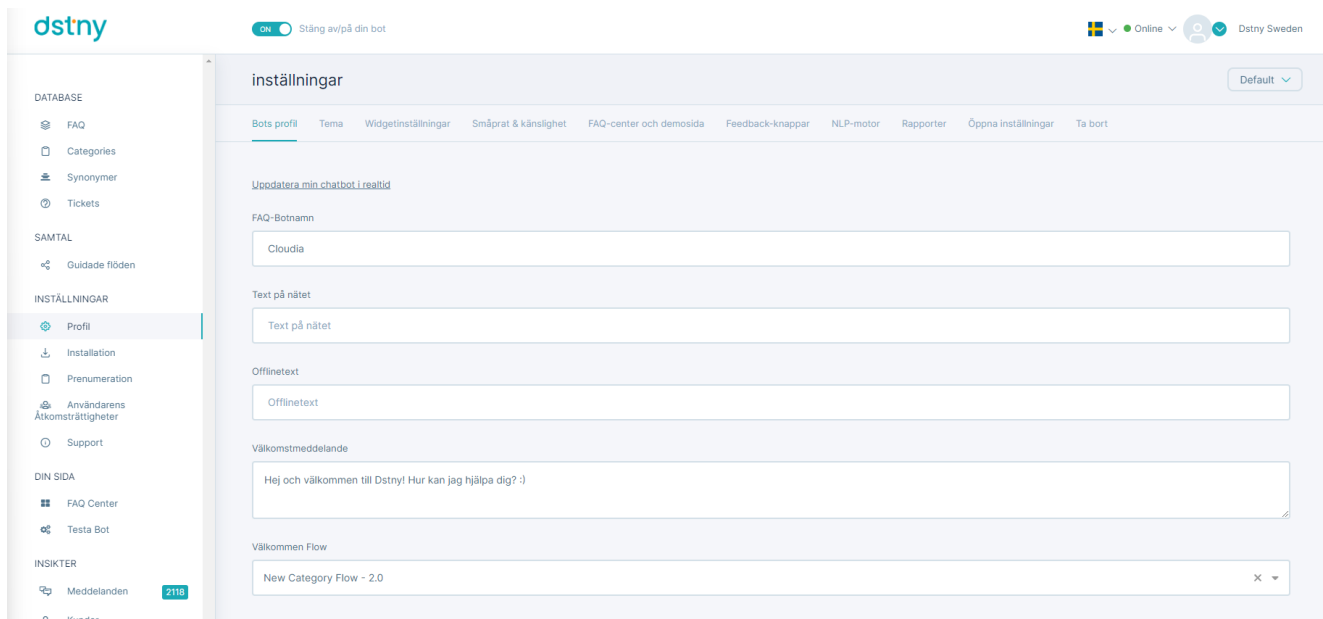 dstny
ON Stäng av/på din bot
Online
Dstny Sweden
DATABASE
FAQ
Categories
Synonymer
Tickets
SAMTAL
Guidade flöden
INSTÄLLNINGAR
Profil
Installation
Prenumeration
Användarens
Åtkomsträttigheter
Support
DIN SIDA
FAQ Center
Testa Bot
INSIKTER
Meddelanden 2118
Kunder
inställningar
Default
Bots profil Tema Widgetinställningar Småprat & känslighet FAQ-center och demosida Feedback-knappar NLP-motor Rapporter Öppna inställningar Ta bort
Uppdatera min chatbot i realtid
FAQ-Botnamn
Cloudia
Text på nätet
Text på nätet
Offlinetext
Offlinetext
Välkomstmeddelande
Hej och välkommen till Dstny! Hur kan jag hjälpa dig? :)
Välkommen Flow
New Category Flow - 2.0